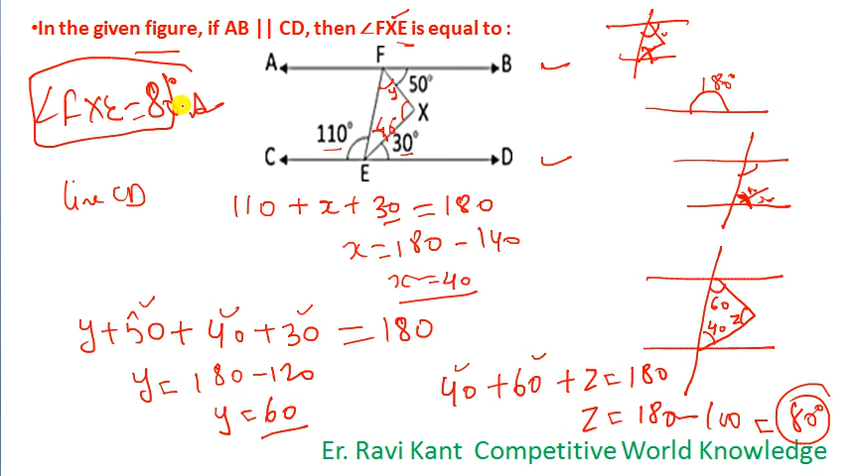 •In the given figure, if AB || CD, then ∠FXE is equal to :
∠FXE = 80° A
A F B
50°
y
X
40
110°
30°
C E D
180°
line CD
110 + x + 30 = 180
x = 180 - 140
x = 40
y + 50 + 40 + 30 = 180
y = 180 - 120
y = 60
60
40 z
40 + 60 + z = 180
z = 180 - 100 = 80°
Er. Ravi Kant Competitive World Knowledge